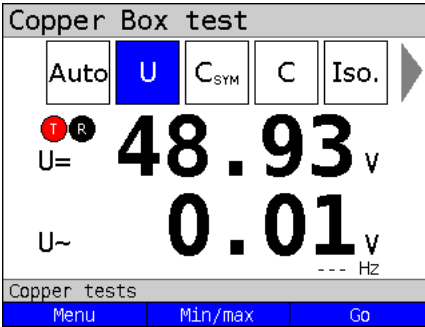 Copper Box test
Auto U CSYM C Iso.
T R
U= 48.93 V
U~ 0.01 V
--- Hz
Copper tests
Menu Min/max Go